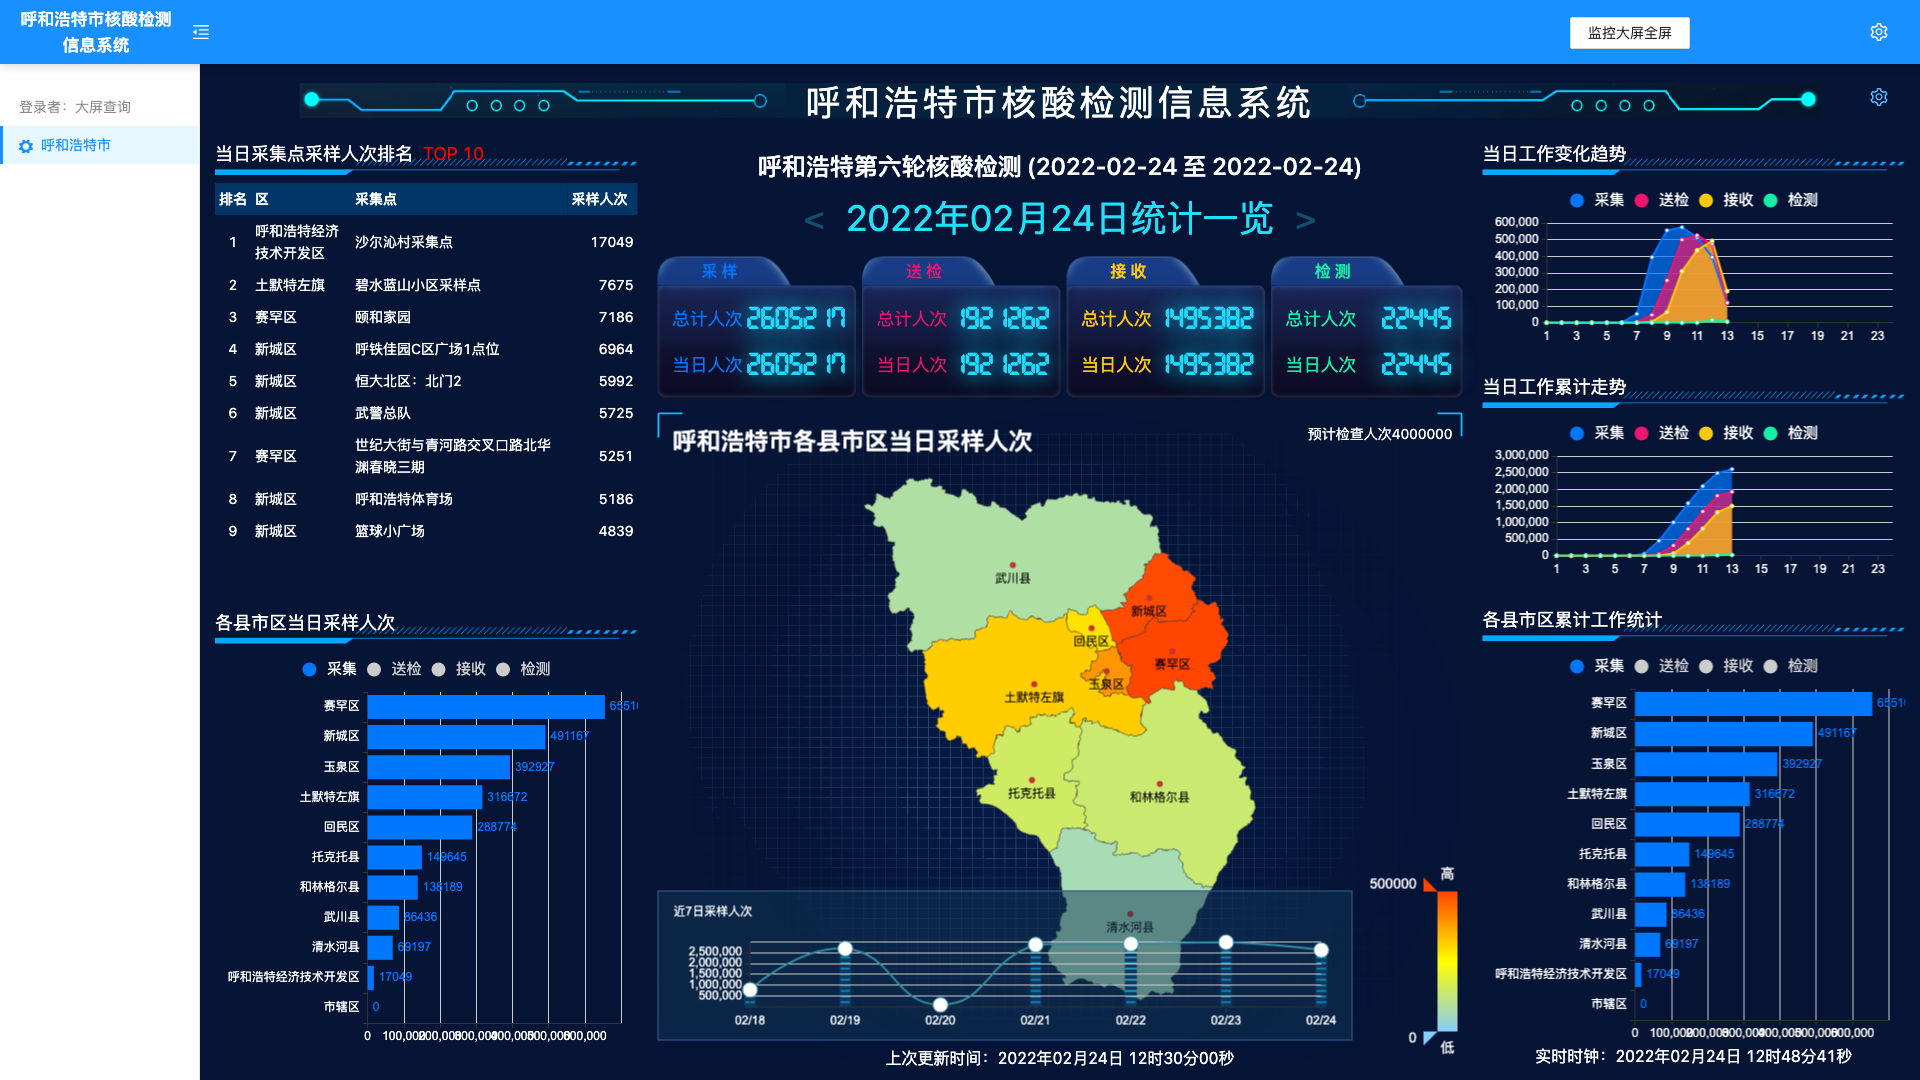 呼和浩特市核酸检测
信息系统
监控大屏全屏
登录者：大屏查询
呼和浩特市
呼和浩特市核酸检测信息系统
当日采集点采样人次排名 TOP 10
排名 区 采集点 采样人次
1 呼和浩特经济技术开发区 沙尔沁村采集点 17049
2 土默特左旗 碧水蓝山小区采样点 7675
3 赛罕区 颐和家园 7186
4 新城区 呼铁佳园C区广场1点位 6964
5 新城区 恒大北区：北门2 5992
6 新城区 武警总队 5725
7 赛罕区 世纪大街与青河路交叉口路北华渊春晓三期 5251
8 新城区 呼和浩特体育场 5186
9 新城区 篮球小广场 4839
各县市区当日采样人次
采集 送检 接收 检测
赛罕区
新城区 491167
玉泉区 392927
土默特左旗 316672
回民区 288774
托克托县 149645
和林格尔县 138189
武川县 86436
清水河县 69197
呼和浩特经济技术开发区 17049
市辖区 0
0 100,000 200,000 300,000 400,000 500,000 600,000
呼和浩特第六轮核酸检测 (2022-02-24 至 2022-02-24)
< 2022年02月24日统计一览 >
采样
总计人次 2605217
当日人次 2605217
送检
总计人次 1921262
当日人次 1921262
接收
总计人次 1495382
当日人次 1495382
检测
总计人次 22445
当日人次 22445
呼和浩特市各县市区当日采样人次
预计检查人次4000000
武川县
新城区
回民区
赛罕区
玉泉区
土默特左旗
托克托县
和林格尔县
清水河县
高
500000
0
低
近7日采样人次
2,500,000
2,000,000
1,500,000
1,000,000
500,000
02/18 02/19 02/20 02/21 02/22 02/23 02/24
上次更新时间：2022年02月24日 12时30分00秒
当日工作变化趋势
采集 送检 接收 检测
600,000
500,000
400,000
300,000
200,000
100,000
0
1 3 5 7 9 11 13 15 17 19 21 23
当日工作累计走势
采集 送检 接收 检测
3,000,000
2,500,000
2,000,000
1,500,000
1,000,000
500,000
0
1 3 5 7 9 11 13 15 17 19 21 23
各县市区累计工作统计
采集 送检 接收 检测
赛罕区
新城区 491167
玉泉区 392927
土默特左旗 316672
回民区 288774
托克托县 149645
和林格尔县 138189
武川县 86436
清水河县 69197
呼和浩特经济技术开发区 17049
市辖区 0
0 100,000 200,000 300,000 400,000 500,000 600,000
实时时钟：2022年02月24日 12时48分41秒